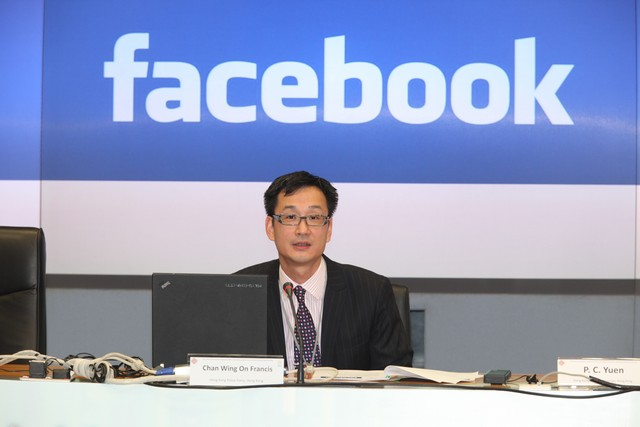 facebook
Chan Wing On Francis
P. C. Yuen